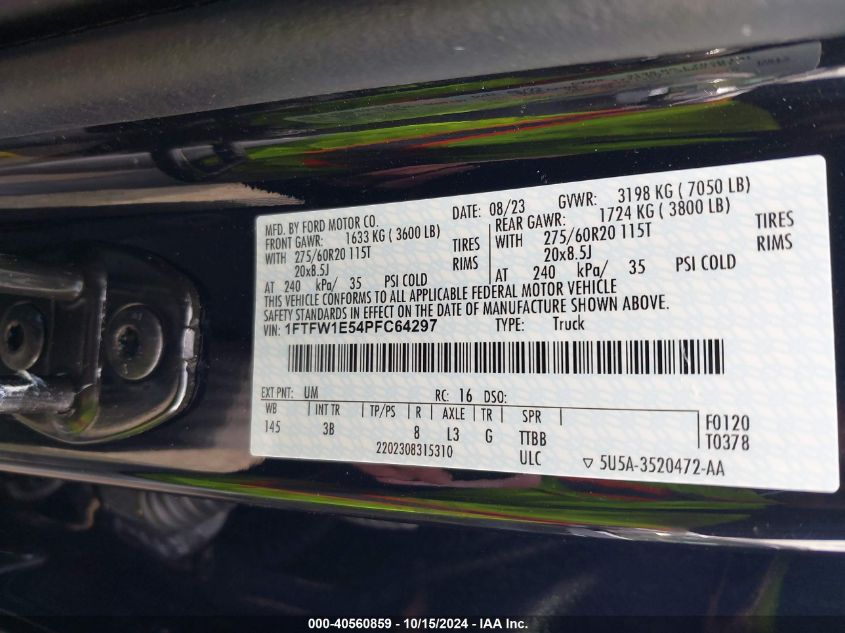 MFD. BY FORD MOTOR CO.
DATE: 08/23 GVWR: 3198 KG ( 7050 LB)
FRONT GAWR: 1633 KG ( 3600 LB)
WITH 275/60R20 115T TIRES
20x8.5J RIMS
AT 240 kPa/ 35 PSI COLD
REAR GAWR: 1724 KG ( 3800 LB)
WITH 275/60R20 115T TIRES
20x8.5J RIMS
AT 240 kPa/ 35 PSI COLD
THIS VEHICLE CONFORMS TO ALL APPLICABLE FEDERAL MOTOR VEHICLE
SAFETY STANDARDS IN EFFECT ON THE DATE OF MANUFACTURE SHOWN ABOVE.
VIN: 1FTFW1E54PFC64297 TYPE: Truck
EXT PNT: UM RC: 16 DSO:
WB INT TR TP/PS R AXLE TR SPR
145 3B 8 L3 G TTBB
F0120
T0378
2202308315310 ULC
▽ 5U5A-3520472-AA
000-40560859 - 10/15/2024 - IAA Inc.